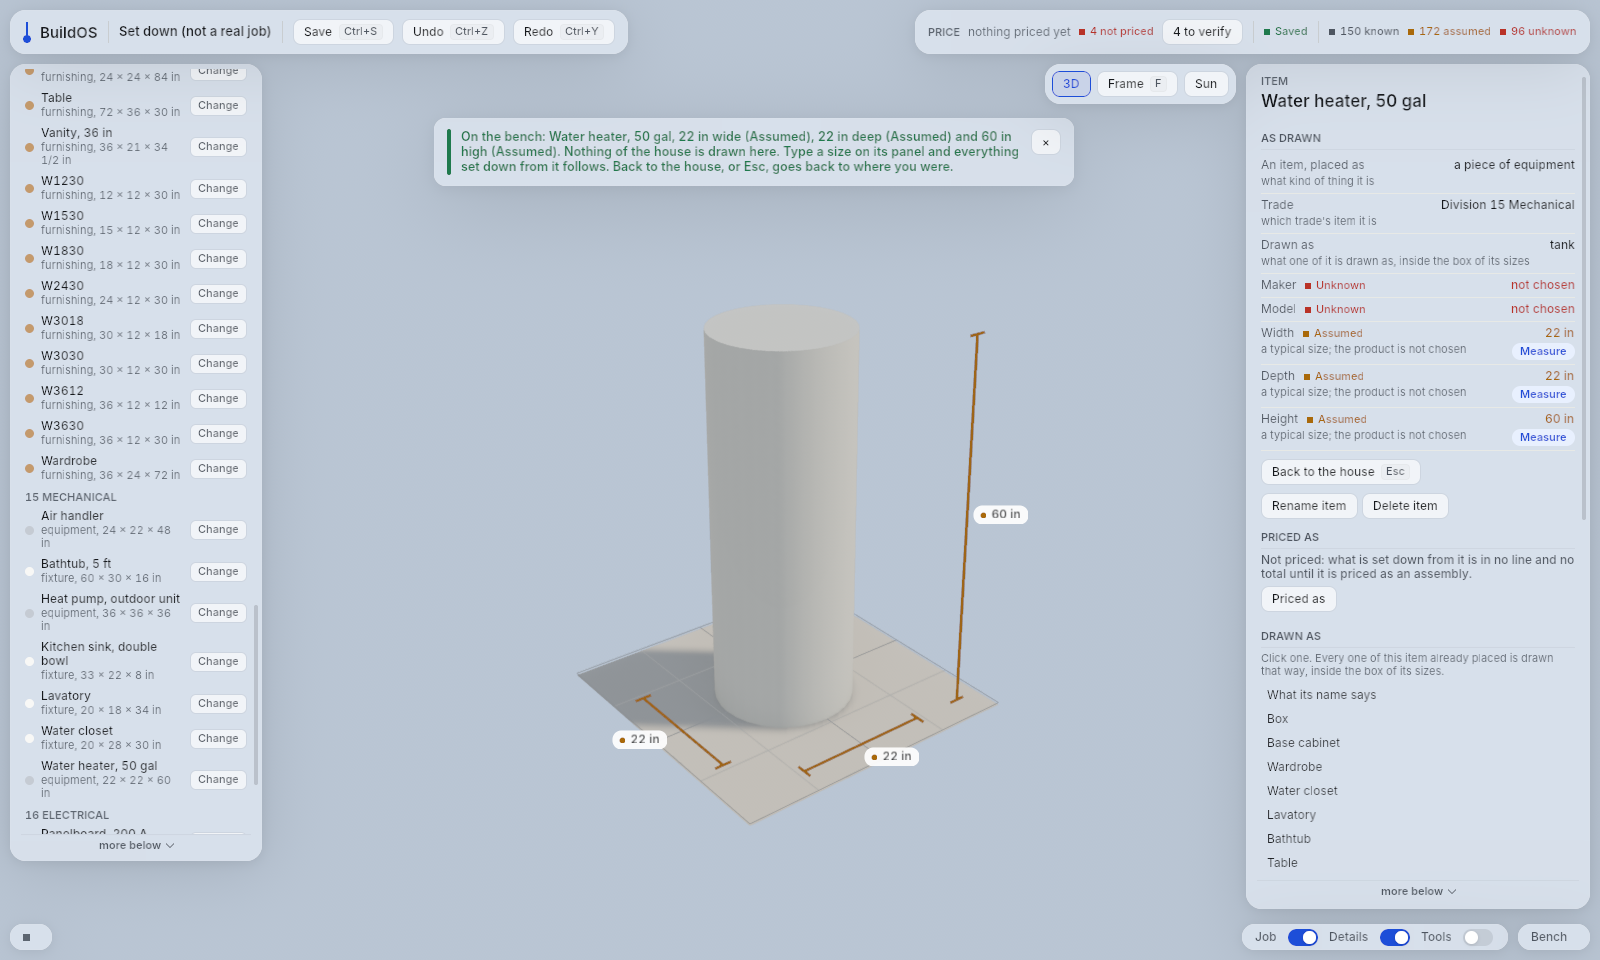 BuildOS
Set down (not a real job)
Save Ctrl+S
Undo Ctrl+Z
Redo Ctrl+Y
PRICE nothing priced yet 4 not priced
4 to verify
Saved
150 known 172 assumed 96 unknown
furnishing, 24 × 24 × 84 in
Change
Table
furnishing, 72 × 36 × 30 in
Change
Vanity, 36 in
furnishing, 36 × 21 × 34
1/2 in
Change
W1230
furnishing, 12 × 12 × 30 in
Change
W1530
furnishing, 15 × 12 × 30 in
Change
W1830
furnishing, 18 × 12 × 30 in
Change
W2430
furnishing, 24 × 12 × 30 in
Change
W3018
furnishing, 30 × 12 × 18 in
Change
W3030
furnishing, 30 × 12 × 30 in
Change
W3612
furnishing, 36 × 12 × 12 in
Change
W3630
furnishing, 36 × 12 × 30 in
Change
Wardrobe
furnishing, 36 × 24 × 72 in
Change
15 MECHANICAL
Air handler
equipment, 24 × 22 × 48
in
Change
Bathtub, 5 ft
fixture, 60 × 30 × 16 in
Change
Heat pump, outdoor unit
equipment, 36 × 36 × 36
in
Change
Kitchen sink, double
bowl
fixture, 33 × 22 × 8 in
Change
Lavatory
fixture, 20 × 18 × 34 in
Change
Water closet
fixture, 20 × 28 × 30 in
Change
Water heater, 50 gal
equipment, 22 × 22 × 60
in
Change
16 ELECTRICAL
Panelboard, 200 A
more below
3D
Frame F
Sun
On the bench: Water heater, 50 gal, 22 in wide (Assumed), 22 in deep (Assumed) and 60 in
high (Assumed). Nothing of the house is drawn here. Type a size on its panel and everything
set down from it follows. Back to the house, or Esc, goes back to where you were.
×
60 in
22 in
22 in
ITEM
Water heater, 50 gal
AS DRAWN
An item, placed as a piece of equipment
what kind of thing it is
Trade Division 15 Mechanical
which trade's item it is
Drawn as tank
what one of it is drawn as, inside the box of its sizes
Maker Unknown not chosen
Model Unknown not chosen
Width Assumed 22 in
a typical size; the product is not chosen Measure
Depth Assumed 22 in
a typical size; the product is not chosen Measure
Height Assumed 60 in
a typical size; the product is not chosen Measure
Back to the house Esc
Rename item Delete item
PRICED AS
Not priced: what is set down from it is in no line and no
total until it is priced as an assembly.
Priced as
DRAWN AS
Click one. Every one of this item already placed is drawn
that way, inside the box of its sizes.
What its name says
Box
Base cabinet
Wardrobe
Water closet
Lavatory
Bathtub
Table
more below
Job Details Tools
Bench